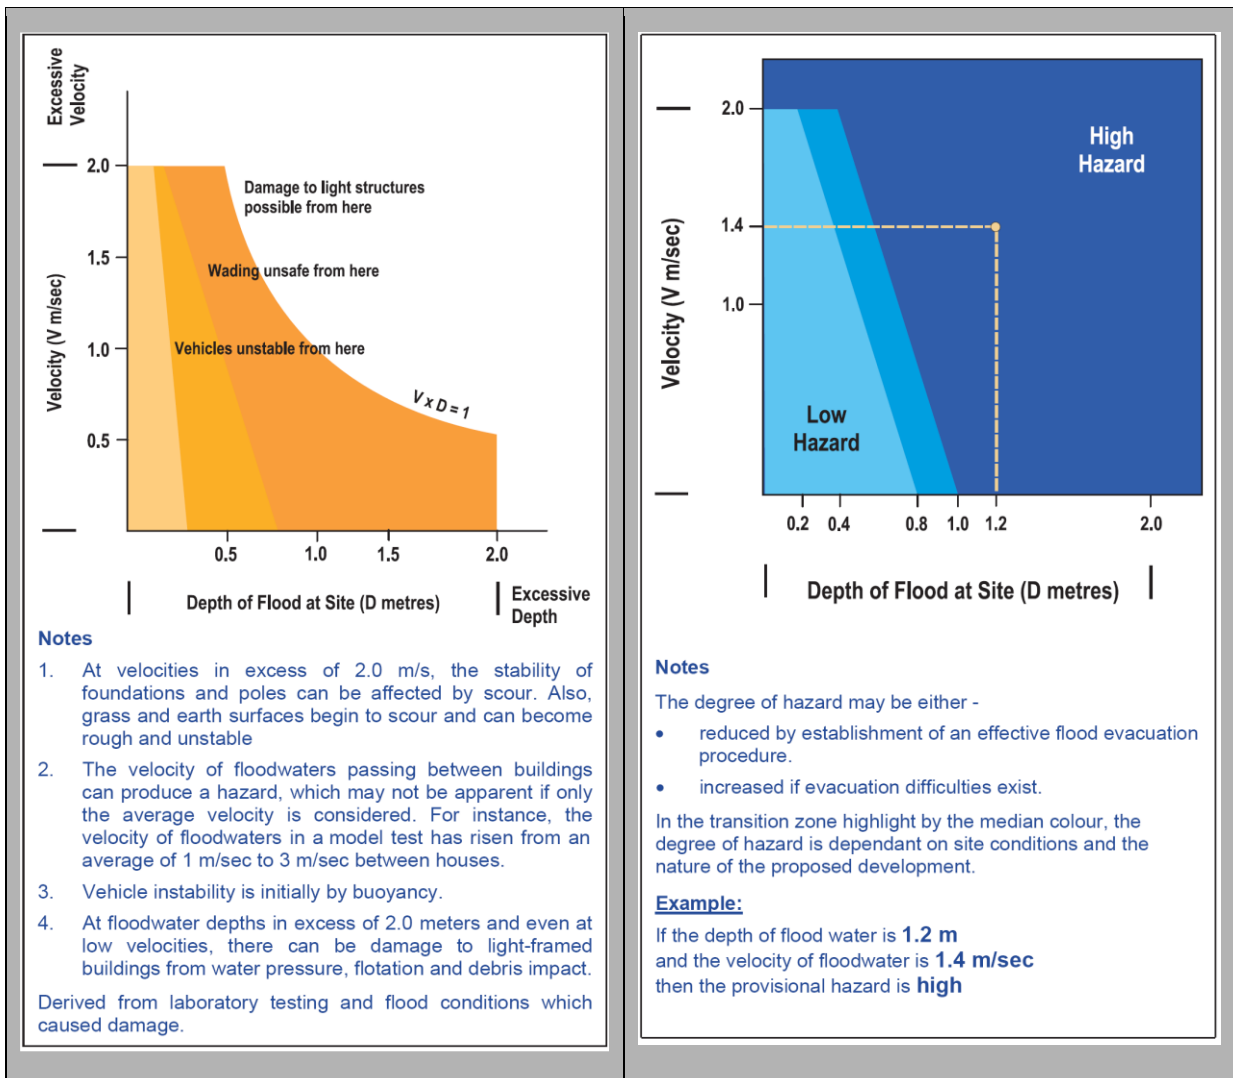 Excessive
Velocity
2.0
Damage to light structures
possible from here
1.5
Wading unsafe from here
Velocity (V m/sec)
1.0
Vehicles unstable from here
V x D = 1
0.5
0.5
1.0
1.5
2.0
Depth of Flood at Site (D metres)
Excessive
Depth
Notes
1. At velocities in excess of 2.0 m/s, the stability of
foundations and poles can be affected by scour. Also,
grass and earth surfaces begin to scour and can become
rough and unstable
2. The velocity of floodwaters passing between buildings
can produce a hazard, which may not be apparent if only
the average velocity is considered. For instance, the
velocity of floodwaters in a model test has risen from an
average of 1 m/sec to 3 m/sec between houses.
3. Vehicle instability is initially by buoyancy.
4. At floodwater depths in excess of 2.0 meters and even at
low velocities, there can be damage to light-framed
buildings from water pressure, flotation and debris impact.
Derived from laboratory testing and flood conditions which
caused damage.
2.0
High
Hazard
1.4
Velocity (V m/sec)
1.0
Low
Hazard
0.2
0.4
0.8
1.0
1.2
2.0
Depth of Flood at Site (D metres)
Notes
The degree of hazard may be either -
• reduced by establishment of an effective flood evacuation
procedure.
• increased if evacuation difficulties exist.
In the transition zone highlight by the median colour, the
degree of hazard is dependant on site conditions and the
nature of the proposed development.
Example:
If the depth of flood water is 1.2 m
and the velocity of floodwater is 1.4 m/sec
then the provisional hazard is high